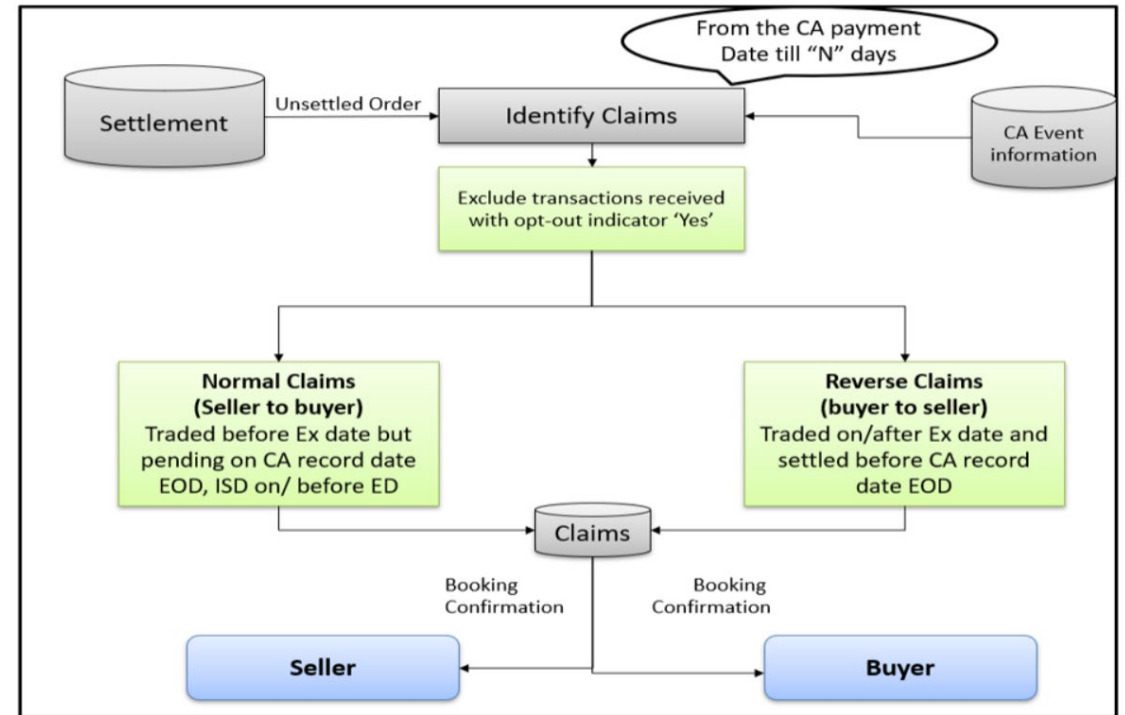 From the CA payment
Date till “N” days
Settlement
Unsettled Order
Identify Claims
CA Event
information
Exclude transactions received
with opt-out indicator ‘Yes’
Normal Claims
(Seller to buyer)
Traded before Ex date but
pending on CA record date
EOD, ISD on/ before ED
Reverse Claims
(buyer to seller)
Traded on/after Ex date and
settled before CA record
date EOD
Claims
Booking
Confirmation
Booking
Confirmation
Seller
Buyer